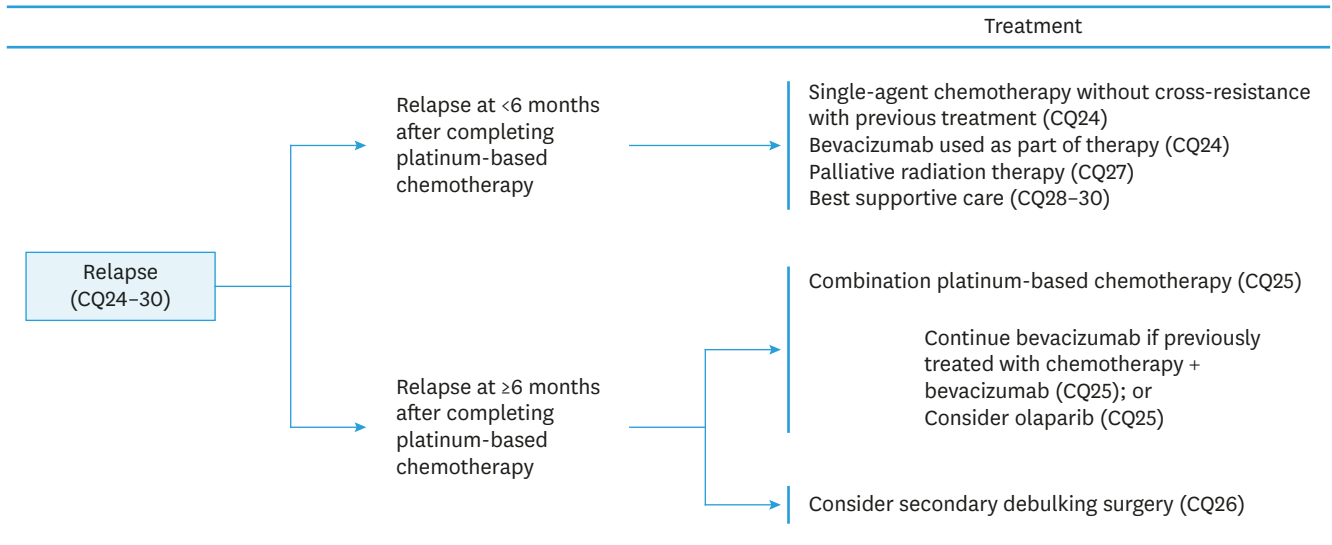 Treatment
Relapse
(CQ24–30)
Relapse at <6 months
after completing
platinum-based
chemotherapy
Single-agent chemotherapy without cross-resistance
with previous treatment (CQ24)
Bevacizumab used as part of therapy (CQ24)
Palliative radiation therapy (CQ27)
Best supportive care (CQ28–30)
Relapse at ≥6 months
after completing
platinum-based
chemotherapy
Combination platinum-based chemotherapy (CQ25)
Continue bevacizumab if previously
treated with chemotherapy +
bevacizumab (CQ25); or
Consider olaparib (CQ25)
Consider secondary debulking surgery (CQ26)